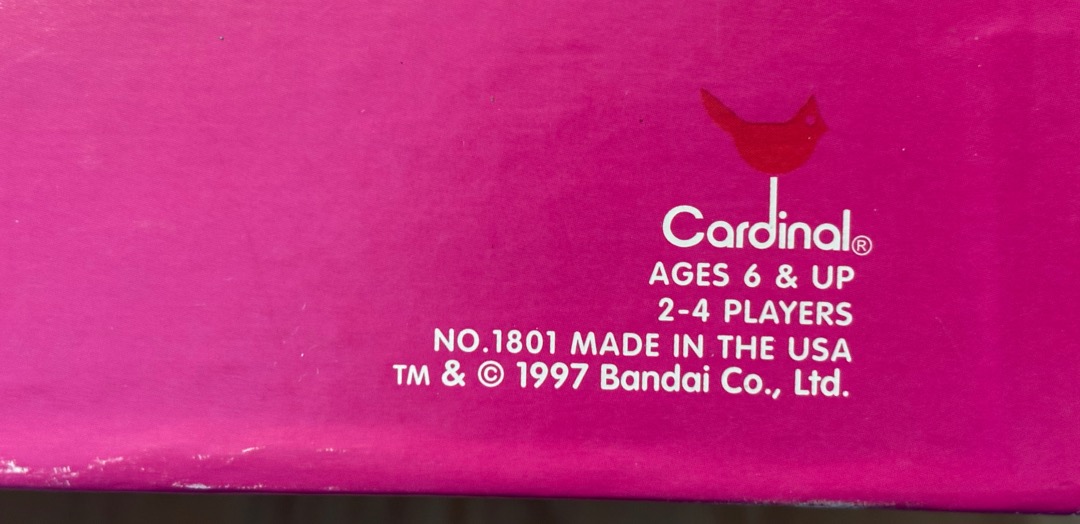 Cardinal®
AGES 6 & UP
2-4 PLAYERS
NO.1801 MADE IN THE USA
TM & © 1997 Bandai Co., Ltd.